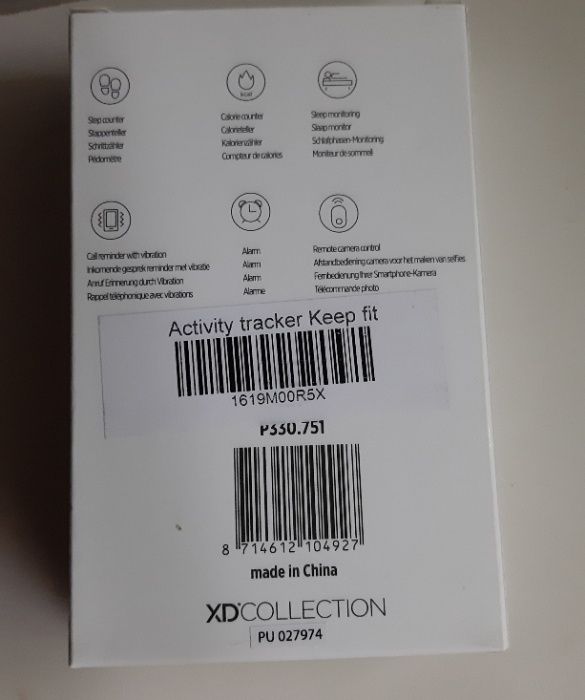 kcal
Step counter
Stappenteller
Schrittzähler
Pédomètre
Calorie counter
Calorieteller
Kalorienzähler
Compteur de calories
Sleep monitoring
Slaap monitor
Schlafphasen-Monitoring
Moniteur de sommeil
Call reminder with vibration
Inkomende gesprek reminder met vibratie
Anruf Erinnerung durch Vibration
Rappel téléphonique avec vibrations
Alarm
Alarm
Alarm
Alarme
Remote camera control
Afstandbediening camera voor het maken van selfies
Fernbedienung Ihrer Smartphone-Kamera
Télécommande photo
Activity tracker Keep fit
1619M00R5X
P330.751
8 714612 104927
made in China
XD COLLECTION
PU 027974